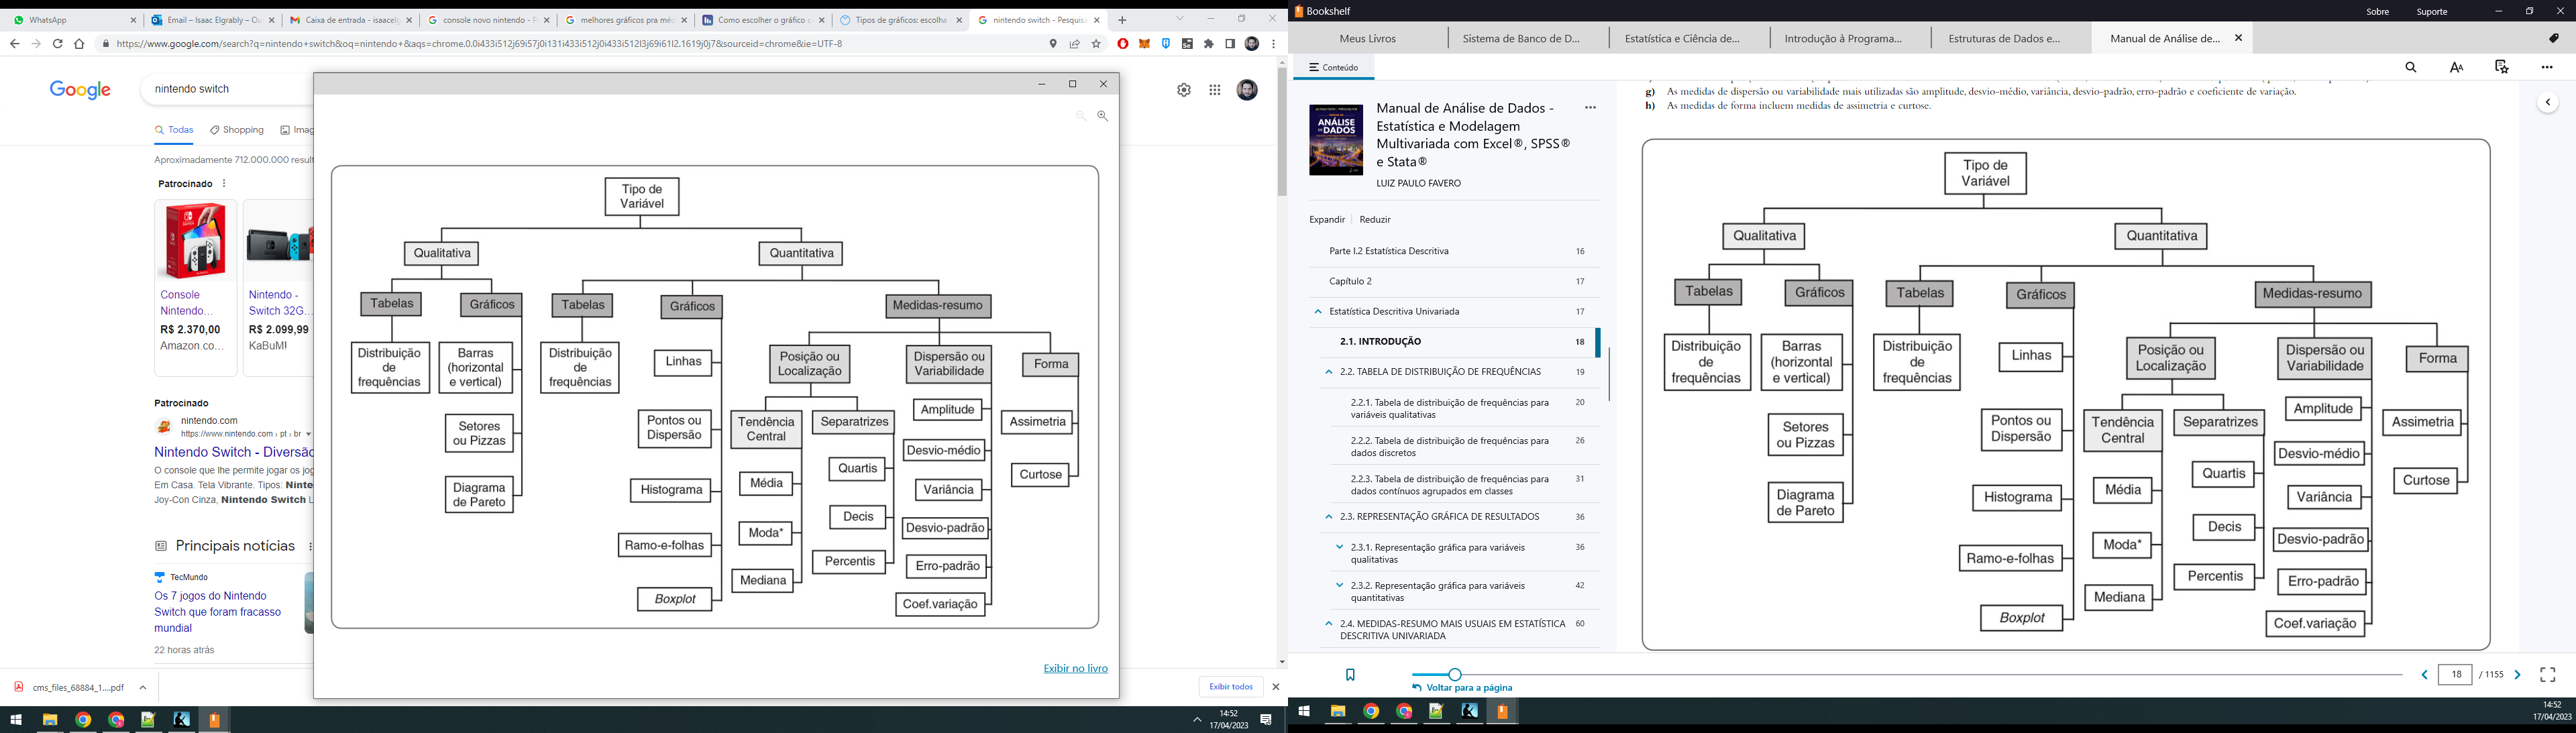 WhatsApp
Email – Isaac Elgrably – Ou
Caixa de entrada - isaacelg
console novo nintendo - P
melhores gráficos pra mé
Como escolher o gráfico c
Tipos de gráficos: escolha
nintendo switch - Pesquis
https://www.google.com/search?q=nintendo+switch&oq=nintendo+&aqs=chrome.0.0i433i512j69i57j0i131i433i512j0i433i512l3j69i61l2.1619j0j7&sourceid=chrome&ie=UTF-8
Google
nintendo switch
Todas
Shopping
Imag
Aproximadamente 712.000.000 result
Patrocinado
Console
Nintendo...
R$ 2.370,00
Amazon.co...
Nintendo -
Switch 32G...
R$ 2.099,99
KaBuM!
Patrocinado
nintendo.com
https://www.nintendo.com › pt › br
Nintendo Switch - Diversão
O console que lhe permite jogar os jog
Em Casa. Tela Vibrante. Tipos: Ninte
Joy-Con Cinza, Nintendo Switch L
Principais notícias
TecMundo
Os 7 jogos do Nintendo
Switch que foram fracasso
mundial
22 horas atrás
Tipo de
Variável
Qualitativa
Quantitativa
Tabelas
Gráficos
Tabelas
Gráficos
Medidas-resumo
Distribuição
de
frequências
Barras
(horizontal
e vertical)
Distribuição
de
frequências
Linhas
Posição ou
Localização
Dispersão ou
Variabilidade
Forma
Setores
ou Pizzas
Pontos ou
Dispersão
Tendência
Central
Separatrizes
Amplitude
Assimetria
Desvio-médio
Diagrama
de Pareto
Histograma
Média
Quartis
Variância
Curtose
Ramo-e-folhas
Moda*
Decis
Desvio-padrão
Boxplot
Mediana
Percentis
Erro-padrão
Coef.variação
Exibir no livro
cms_files_68884_1....pdf
Exibir todos
14:52
17/04/2023
Bookshelf
Sobre
Suporte
Meus Livros
Sistema de Banco de D...
Estatística e Ciência de...
Introdução à Programa...
Estruturas de Dados e...
Manual de Análise de...
Conteúdo
AA
MANUAL DE
ANÁLISE
DE DADOS
Manual de Análise de Dados -
Estatística e Modelagem
Multivariada com Excel®, SPSS®
e Stata®
LUIZ PAULO FAVERO
Expandir
Reduzir
Parte I.2 Estatística Descritiva 16
Capítulo 2 17
Estatística Descritiva Univariada 17
2.1. INTRODUÇÃO 18
2.2. TABELA DE DISTRIBUIÇÃO DE FREQUÊNCIAS 19
2.2.1. Tabela de distribuição de frequências para 20
variáveis qualitativas
2.2.2. Tabela de distribuição de frequências para 26
dados discretos
2.2.3. Tabela de distribuição de frequências para 31
dados contínuos agrupados em classes
2.3. REPRESENTAÇÃO GRÁFICA DE RESULTADOS 36
2.3.1. Representação gráfica para variáveis 36
qualitativas
2.3.2. Representação gráfica para variáveis 42
quantitativas
2.4. MEDIDAS-RESUMO MAIS USUAIS EM ESTATÍSTICA 60
DESCRITIVA UNIVARIADA
g) As medidas de dispersão ou variabilidade mais utilizadas são amplitude, desvio-médio, variância, desvio-padrão, erro-padrão e coeficiente de variação.
h) As medidas de forma incluem medidas de assimetria e curtose.
Tipo de
Variável
Qualitativa
Quantitativa
Tabelas
Gráficos
Tabelas
Gráficos
Medidas-resumo
Distribuição
de
frequências
Barras
(horizontal
e vertical)
Distribuição
de
frequências
Linhas
Posição ou
Localização
Dispersão ou
Variabilidade
Forma
Setores
ou Pizzas
Pontos ou
Dispersão
Tendência
Central
Separatrizes
Amplitude
Assimetria
Desvio-médio
Diagrama
de Pareto
Histograma
Média
Quartis
Variância
Curtose
Ramo-e-folhas
Moda*
Decis
Desvio-padrão
Boxplot
Mediana
Percentis
Erro-padrão
Coef.variação
Voltar para a página
18 / 1155
14:52
17/04/2023